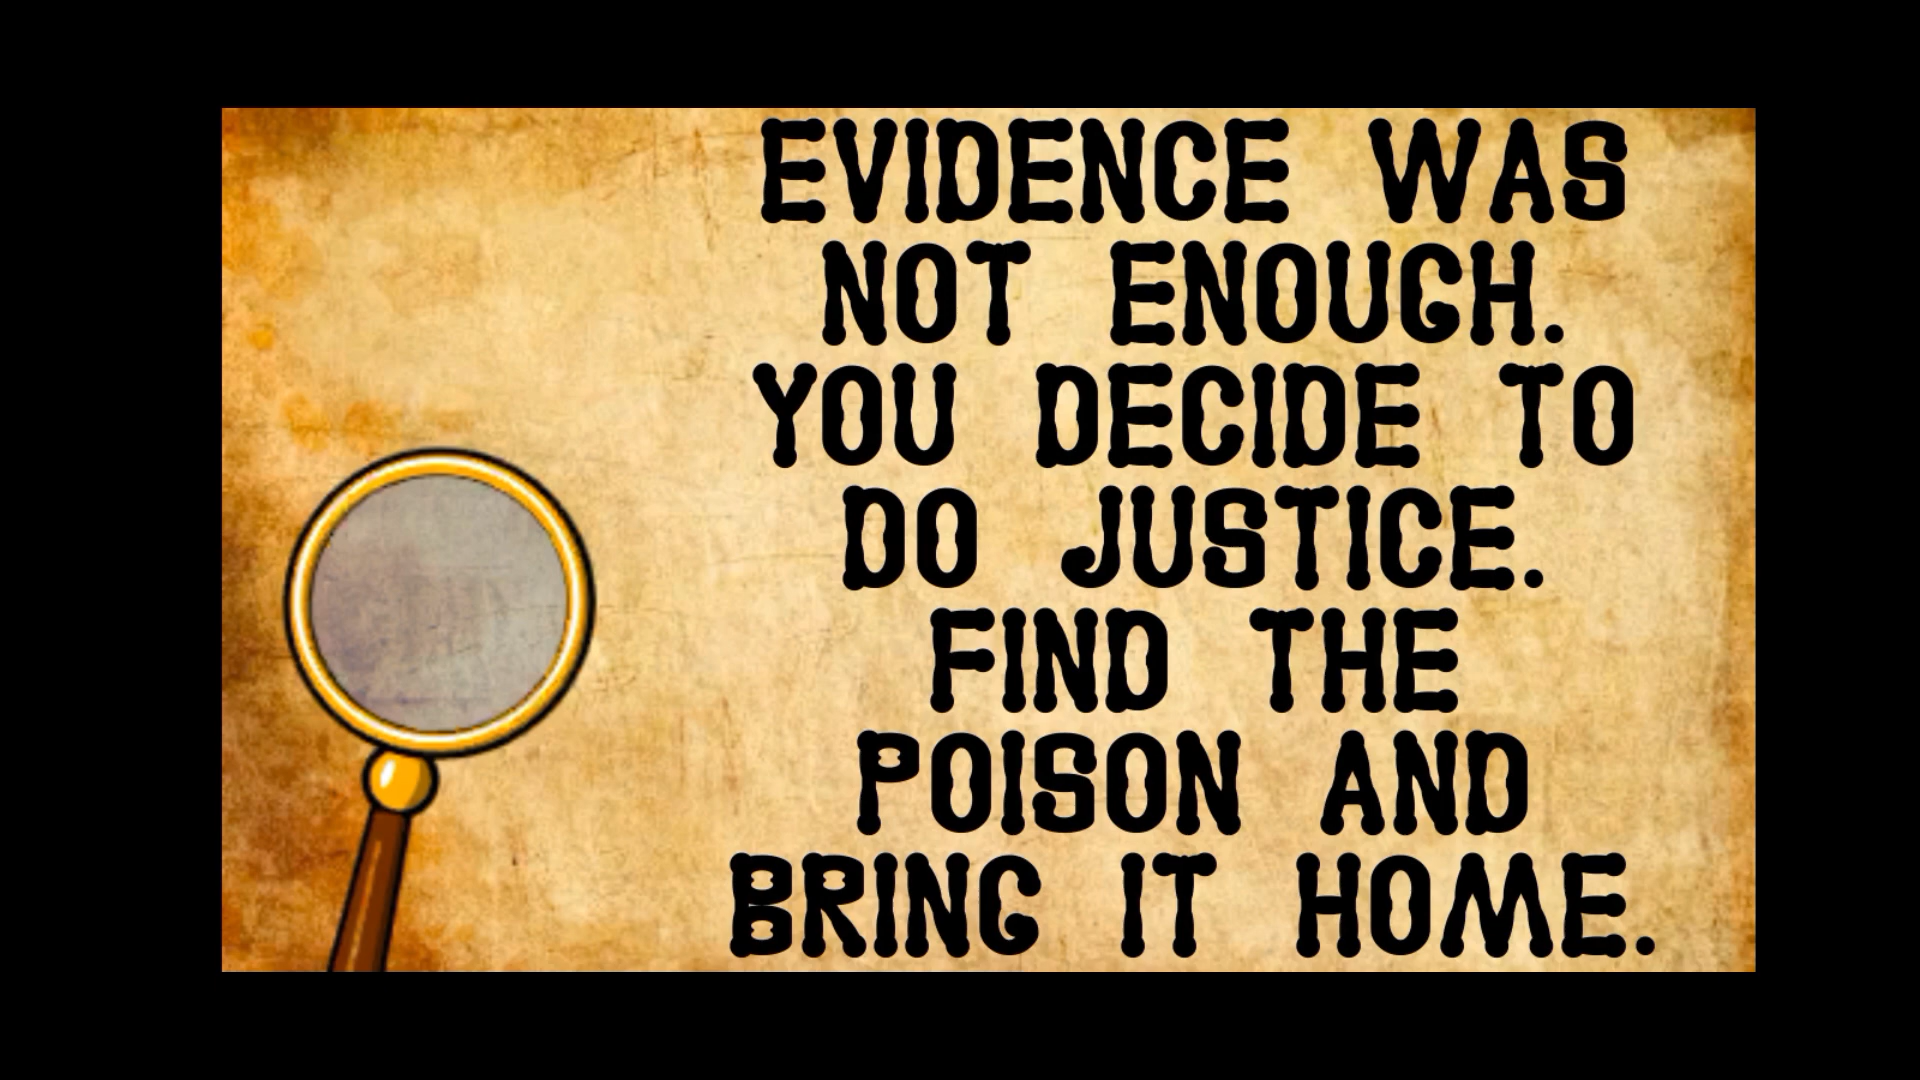 EVIDENCE WAS
NOT ENOUGH.
YOU DECIDE TO
DO JUSTICE.
FIND THE
POISON AND
BRING IT HOME.